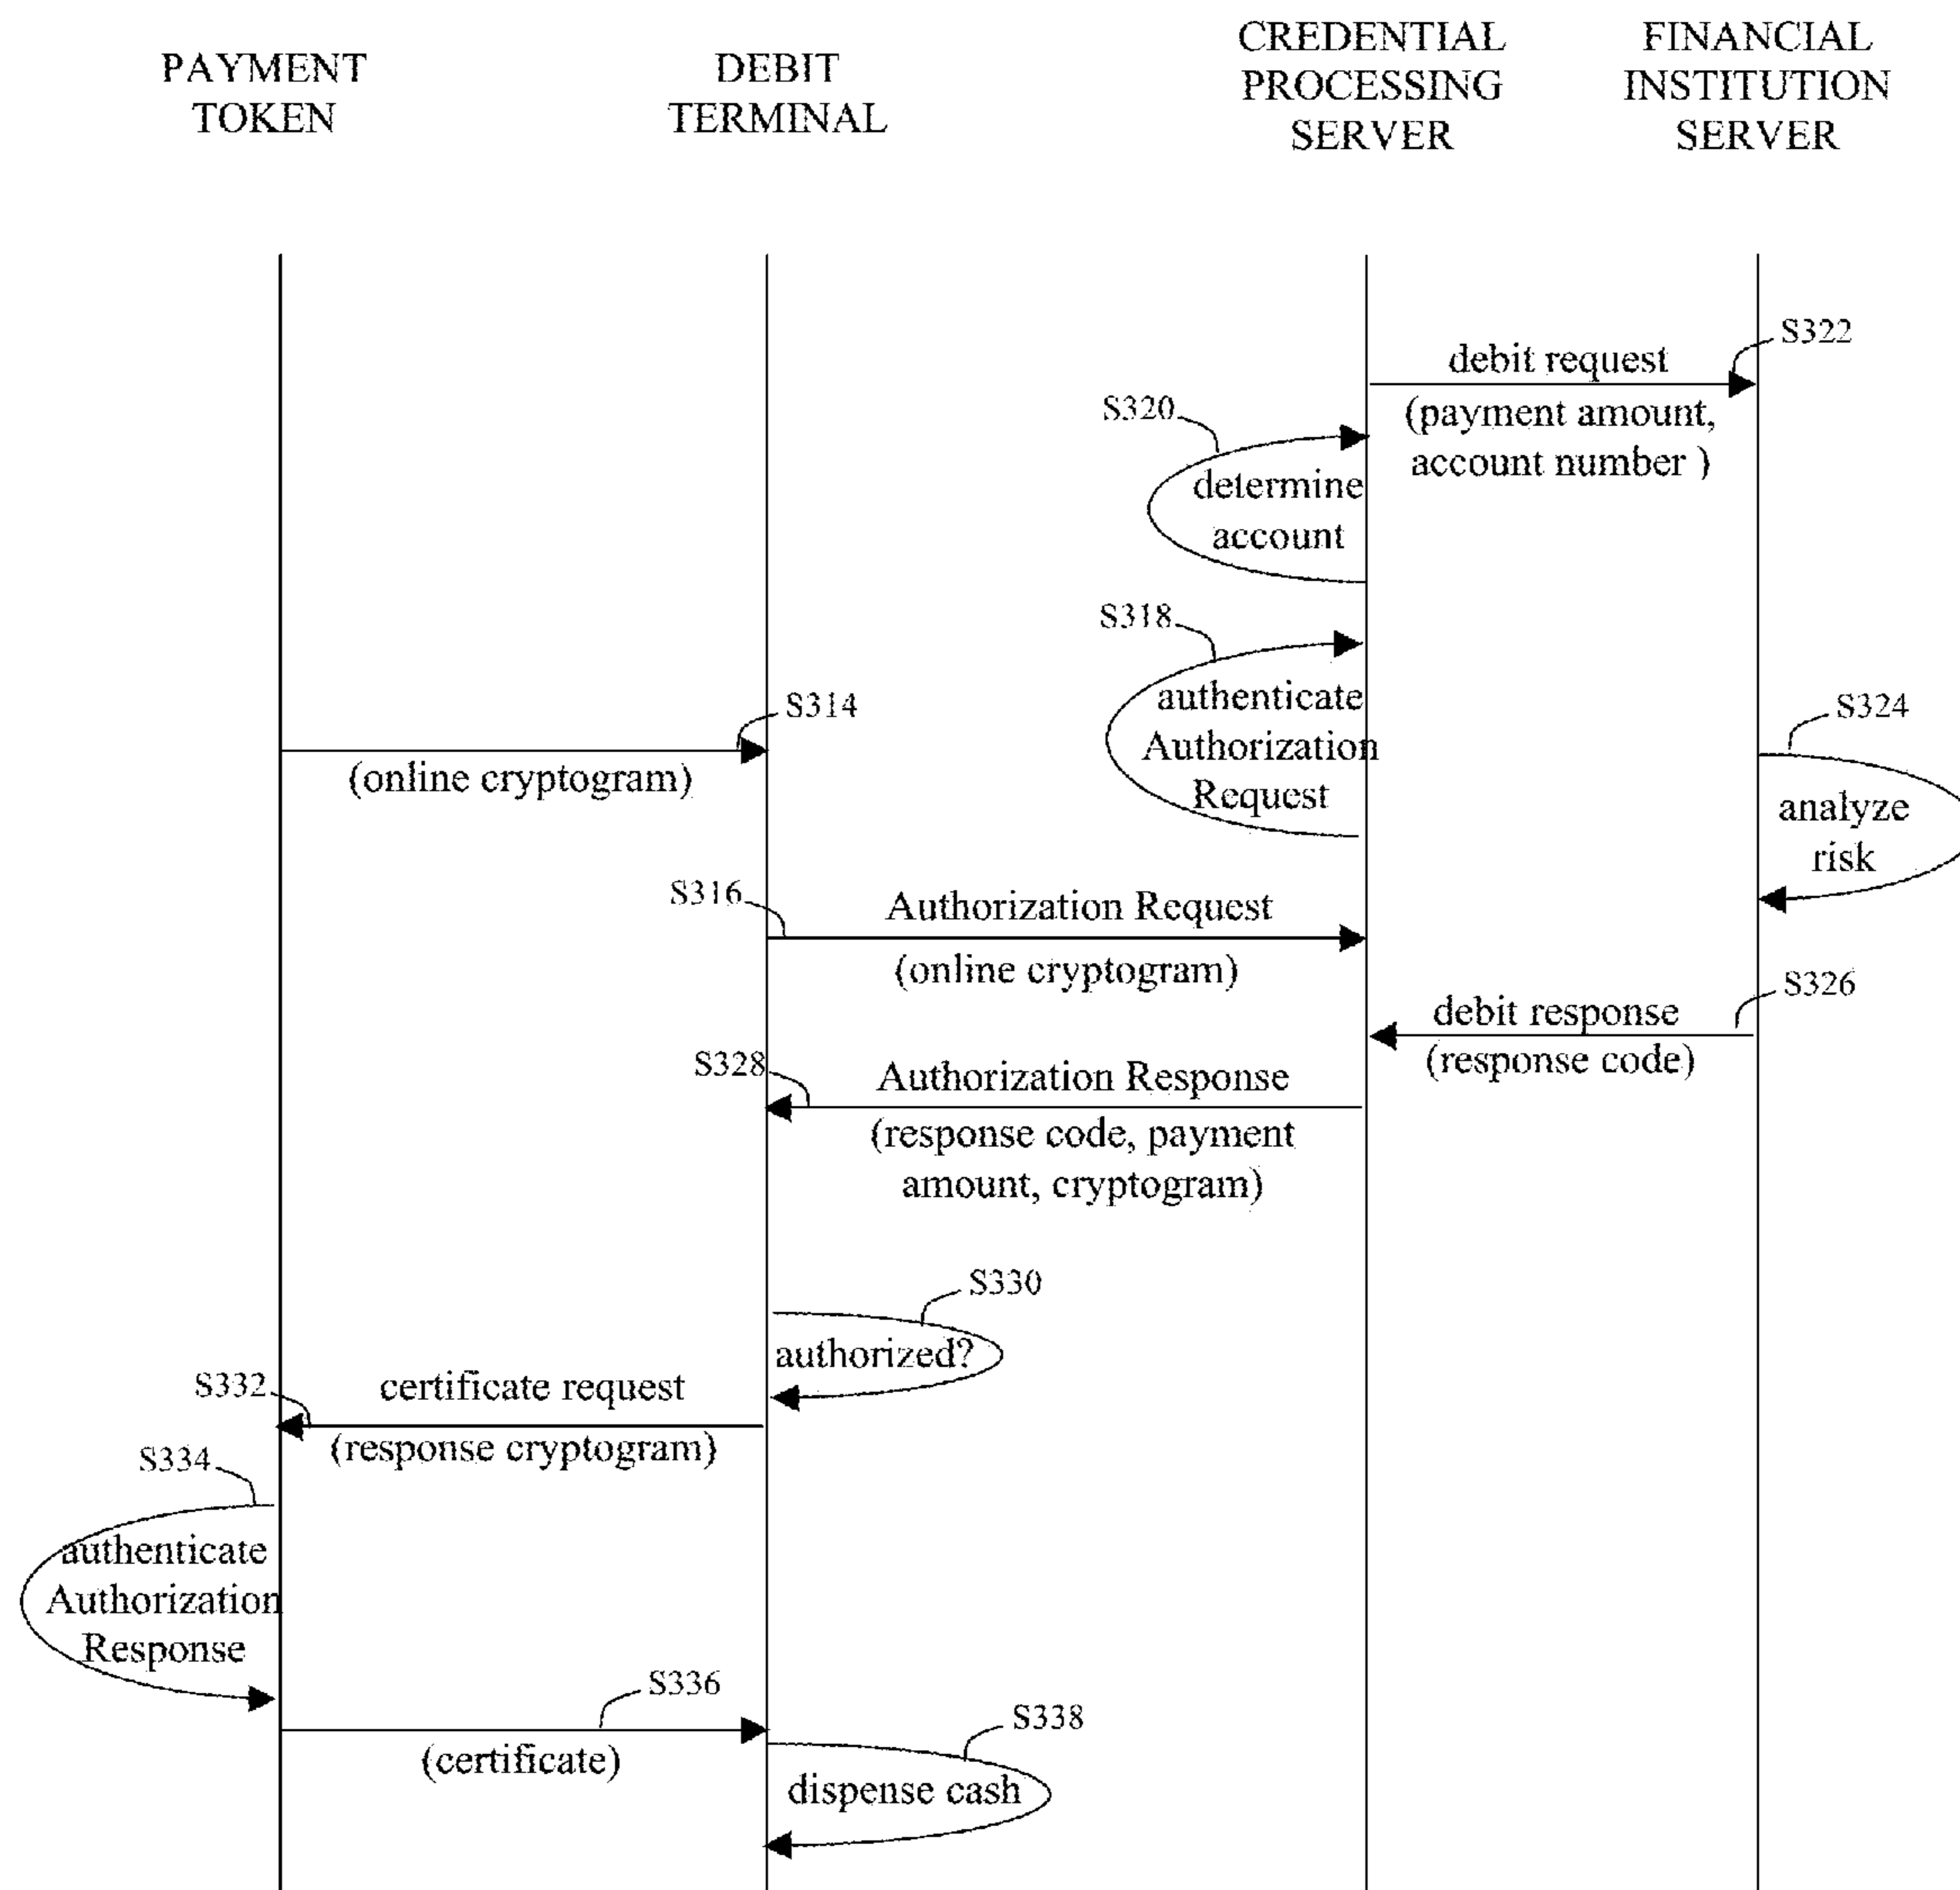 PAYMENT
TOKEN
DEBIT
TERMINAL
CREDENTIAL
PROCESSING
SERVER
FINANCIAL
INSTITUTION
SERVER
S322
debit request
(payment amount,
account number )
S320
determine
account
S318
authenticate
Authorization
Request
S314
(online cryptogram)
S324
analyze
risk
S316
Authorization Request
(online cryptogram)
S326
debit response
(response code)
S328
Authorization Response
(response code, payment
amount, cryptogram)
S330
authorized?
S332
certificate request
(response cryptogram)
S334
authenticate
Authorization
Response
S336
(certificate)
S338
dispense cash